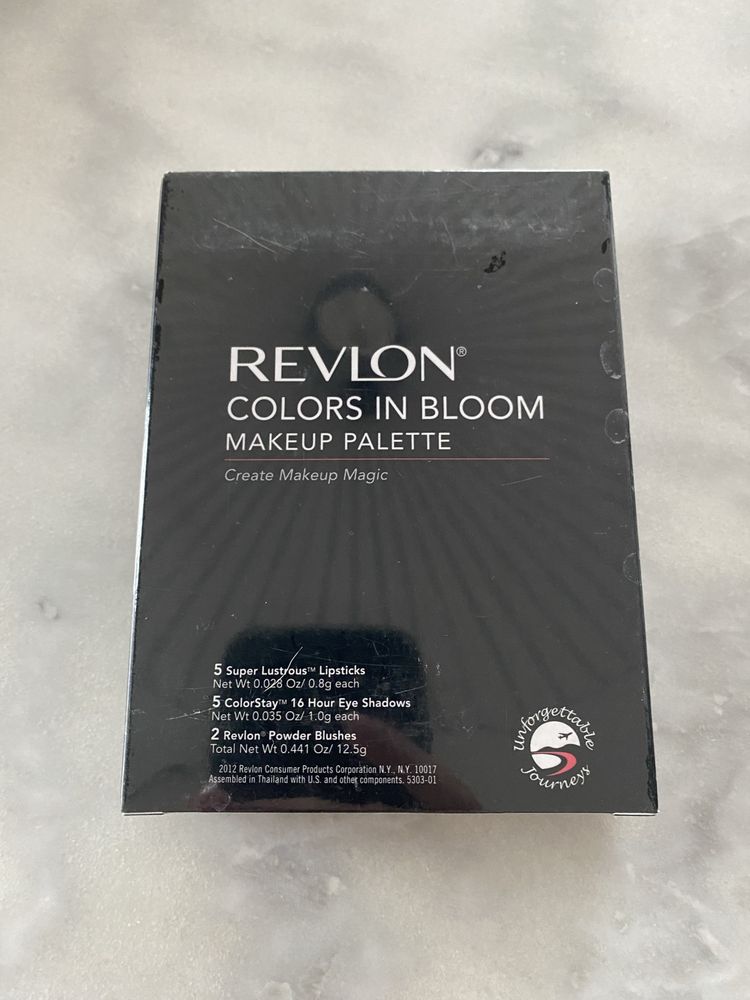 REVLON®
COLORS IN BLOOM
MAKEUP PALETTE
Create Makeup Magic
5 Super Lustrous™ Lipsticks
Net Wt 0.028 Oz/ 0.8g each
5 ColorStay™ 16 Hour Eye Shadows
Net Wt 0.035 Oz/ 1.0g each
2 Revlon® Powder Blushes
Total Net Wt 0.441 Oz/ 12.5g
2012 Revlon Consumer Products Corporation N.Y., N.Y. 10017
Assembled in Thailand with U.S. and other components. 5303-01
Unforgettable
Journeys